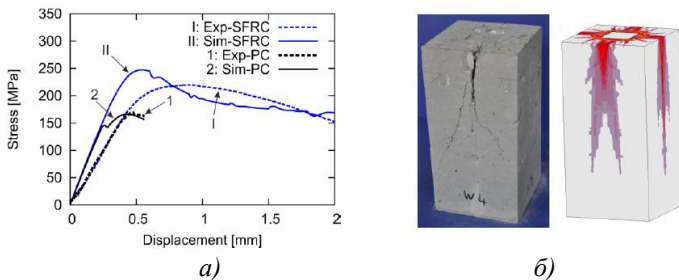 I: Exp-SFRC
II: Sim-SFRC
1: Exp-PC
2: Sim-PC
Stress [MPa]
350
300
250
200
150
100
50
0
II
2
1
I
0
0.5
1
1.5
2
Displacement [mm]
W4
а)
б)